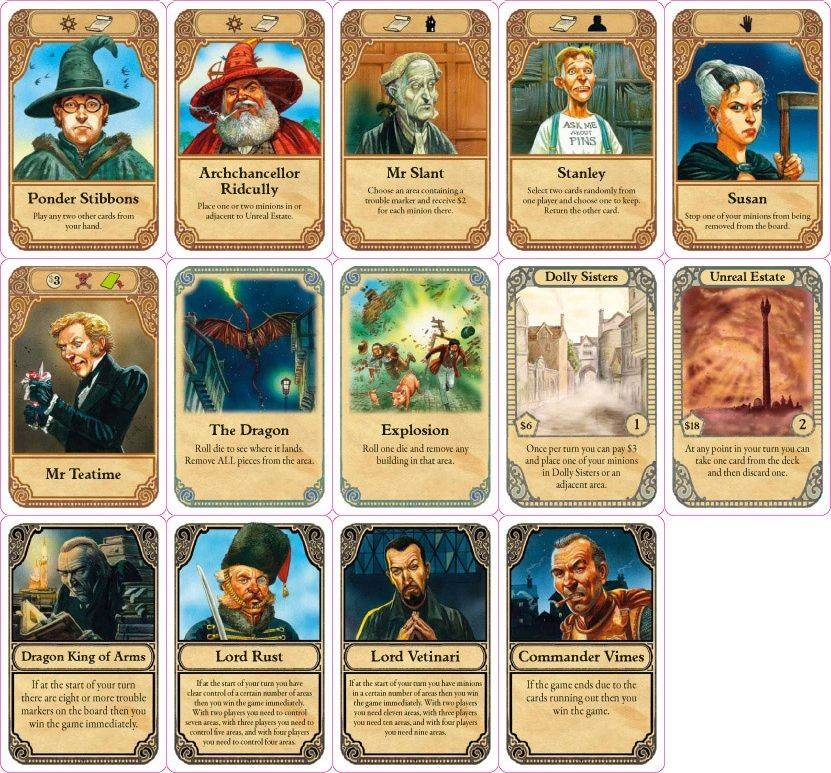 Ponder Stibbons
Play any two other cards from
your hand.
Archchancellor
Ridcully
Place one or two minions in or
adjacent to Unreal Estate.
Mr Slant
Choose an area containing a
trouble marker and receive $2
for each minion there.
ASK ME
ABOUT
PINS
Stanley
Select two cards randomly from
one player and choose one to keep.
Return the other card.
Susan
Stop one of your minions from being
removed from the board.
$3
Mr Teatime
The Dragon
Roll die to see where it lands.
Remove ALL pieces from the area.
Explosion
Roll one die and remove any
building in that area.
Dolly Sisters
$6
1
Once per turn you can pay $3
and place one of your minions
in Dolly Sisters or an
adjacent area.
Unreal Estate
$18
2
At any point in your turn you can
take one card from the deck
and then discard one.
Dragon King of Arms
If at the start of your turn
there are eight or more trouble
markers on the board then you
win the game immediately.
Lord Rust
If at the start of your turn you have
clear control of a certain number of areas
then you win the game immediately.
With two players you need to control
seven areas, with three players you need to
control five areas, and with four players
you need to control four areas.
Lord Vetinari
If at the start of your turn you have minions
in a certain number of areas then you win
the game immediately. With two players
you need eleven areas, with three players
you need ten areas, and with four players
you need nine areas.
Commander Vimes
If the game ends due to the
cards running out then you
win the game.